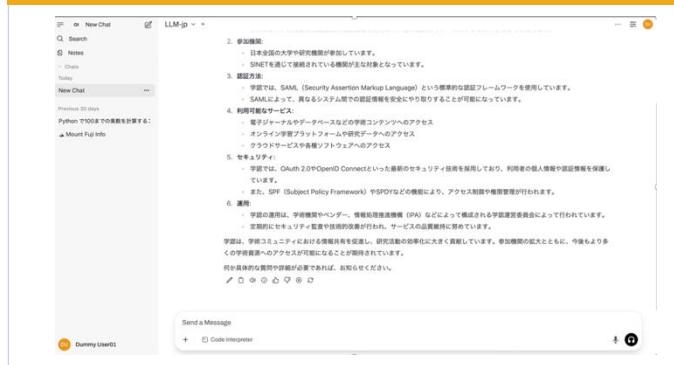 New Chat
LLM-jp
Search
Notes
Chats
Today
New Chat
Previous 30 days
Python で100までの素数を計算する:
Mount Fuji Info
2. 参加機関:
日本全国の大学や研究機関が参加しています。
SINETを通じて接続されている機関が主な対象となっています。
3. 認証方法:
学認では、SAML（Security Assertion Markup Language）という標準的な認証フレームワークを使用しています。
SAMLによって、異なるシステム間での認証情報を安全にやり取りすることが可能になっています。
4. 利用可能なサービス:
電子ジャーナルやデータベースなどの学術コンテンツへのアクセス
オンライン学習プラットフォームや研究データへのアクセス
クラウドサービスや各種ソフトウェアへのアクセス
5. セキュリティ:
学認では、OAuth 2.0やOpenID Connectといった最新のセキュリティ技術を採用しており、利用者の個人情報や認証情報を保護し
ています。
また、SPF（Subject Policy Framework）やSPDYなどの機能により、アクセス制御や権限管理が行われます。
6. 運用:
学認の運用は、学術機関やベンダー、情報処理推進機構（IPA）などによって構成される学認運営委員会によって行われています。
定期的にセキュリティ監査や技術的改善が行われ、サービスの品質維持に努めています。
学認は、学術コミュニティにおける情報共有を促進し、研究活動の効率化に大きく貢献しています。参加機関の拡大とともに、今後もより多
くの学術資源へのアクセスが可能になることが期待されています。
何か具体的な質問や詳細が必要であれば、お知らせください。
Send a Message
Code Interpreter
DU
Dummy User01